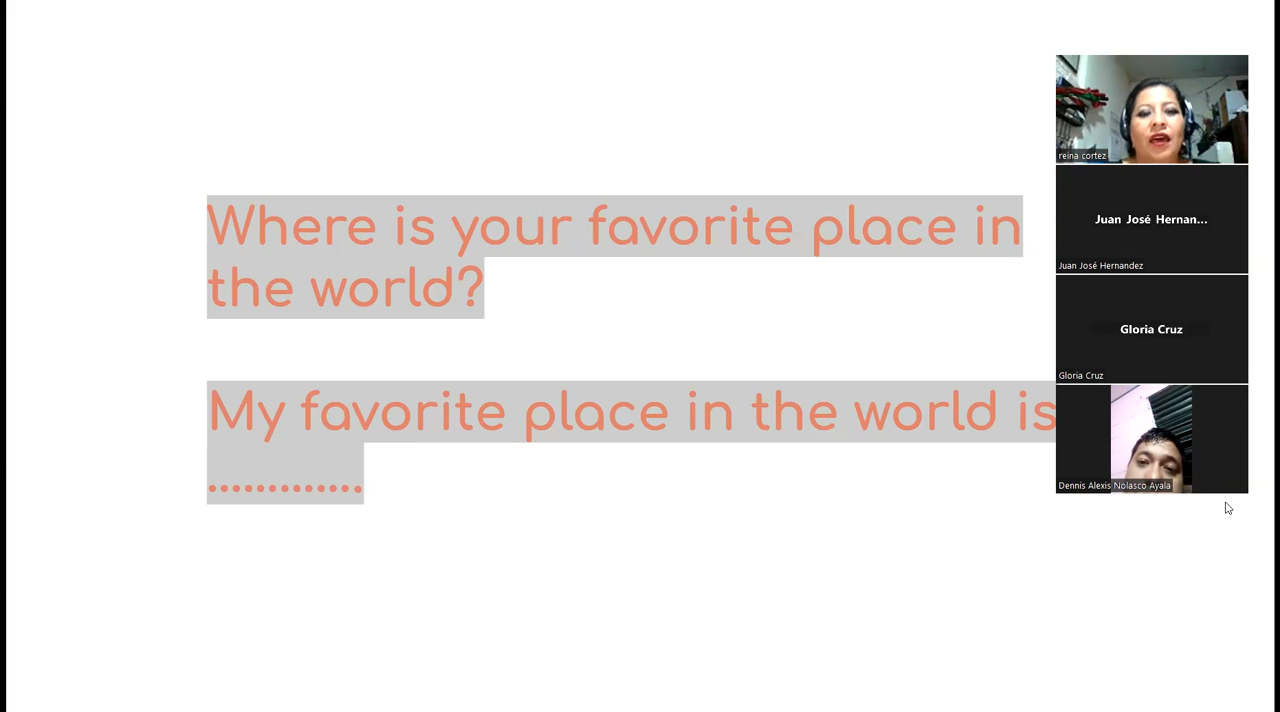 Where is your favorite place in
the world?
My favorite place in the world is
.............
reina cortez
Juan José Hernan...
Juan José Hernandez
Gloria Cruz
Gloria Cruz
Dennis Alexis Nolasco Ayala